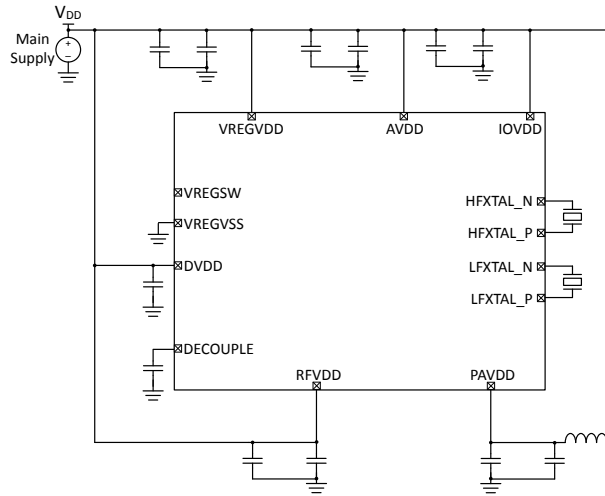 VDD
Main
Supply
+
–
VREGVDD
AVDD
IOVDD
VREGSW
HFXTAL_N
VREGVSS
HFXTAL_P
DVDD
LFXTAL_N
LFXTAL_P
DECOUPLE
RFVDD
PAVDD